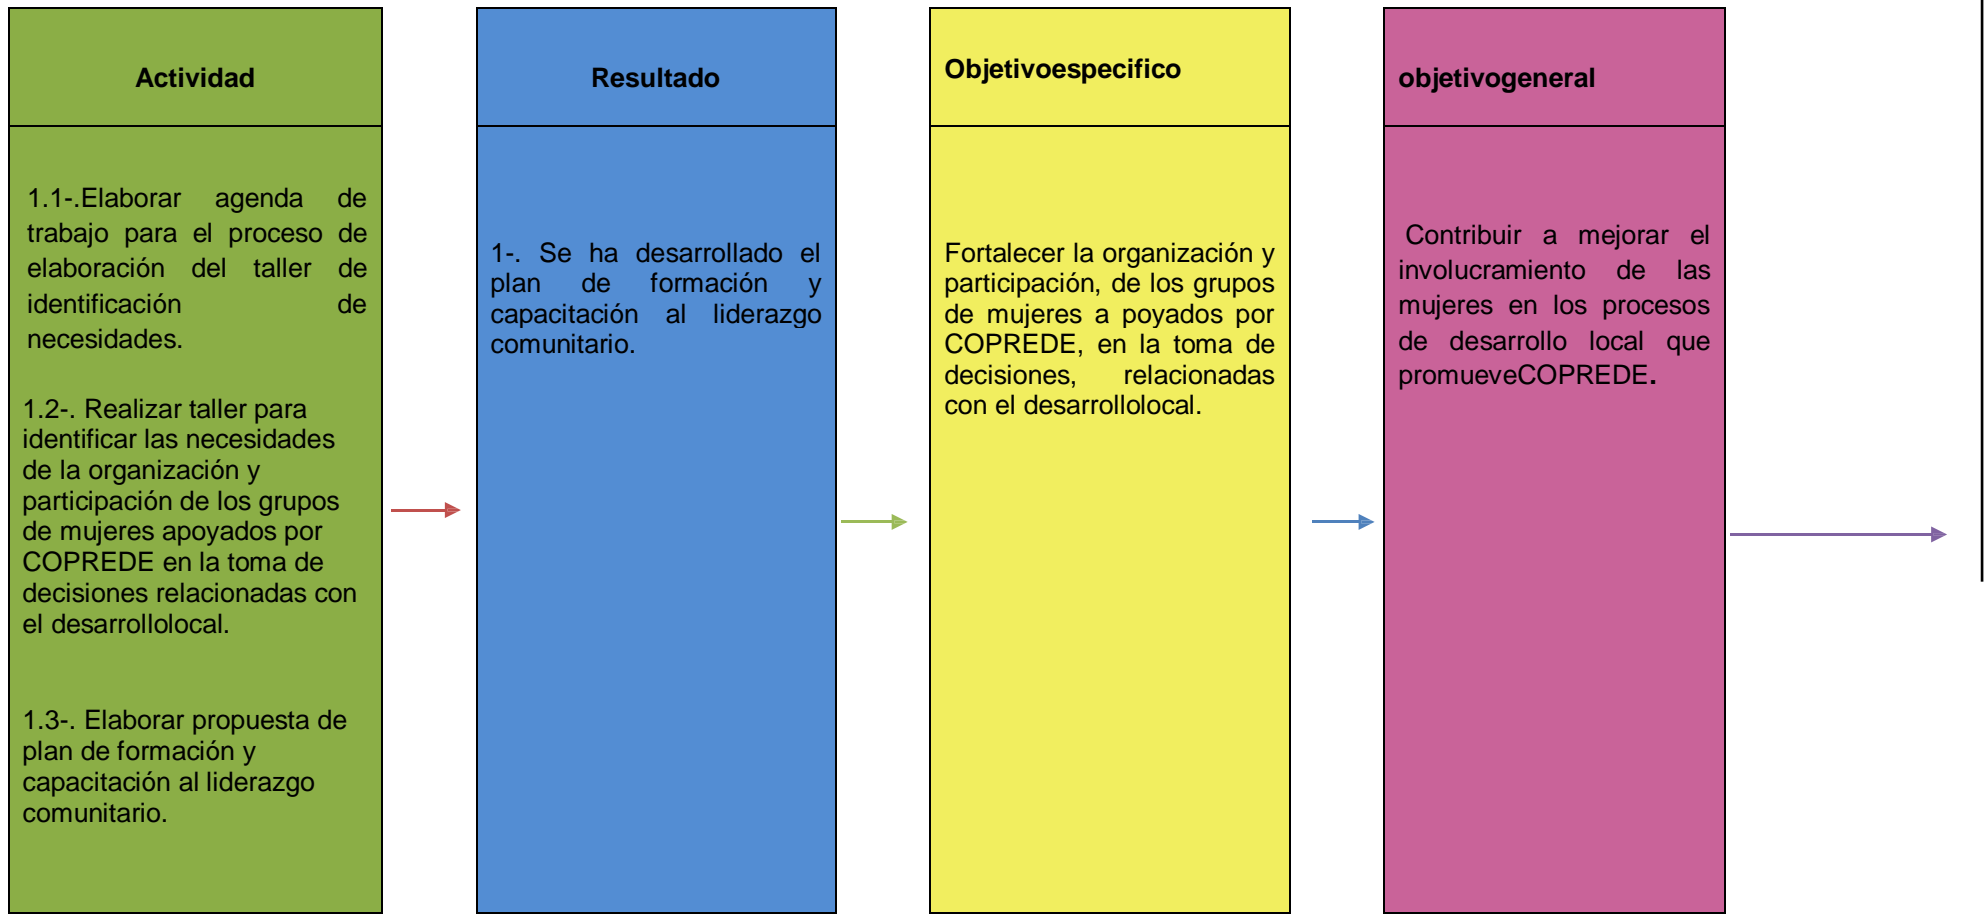 Actividad
1.1-.Elaborar agenda de
trabajo para el proceso de
elaboración del taller de
identificación de
necesidades.
1.2-. Realizar taller para
identificar las necesidades
de la organización y
participación de los grupos
de mujeres apoyados por
COPREDE en la toma de
decisiones relacionadas con
el desarrollolocal.
1.3-. Elaborar propuesta de
plan de formación y
capacitación al liderazgo
comunitario.
Resultado
1-. Se ha desarrollado el
plan de formación y
capacitación al liderazgo
comunitario.
Objetivoespecifico
Fortalecer la organización y
participación, de los grupos
de mujeres a poyados por
COPREDE, en la toma de
decisiones, relacionadas
con el desarrollolocal.
objetivogeneral
Contribuir a mejorar el
involucramiento de las
mujeres en los procesos
de desarrollo local que
promueveCOPREDE.